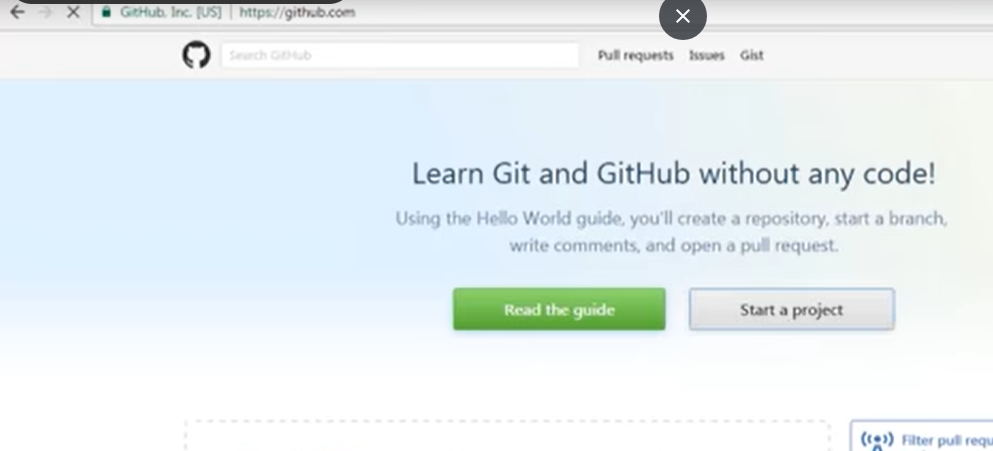 GitHub, Inc. [US] | https://github.com
Search GitHub
Pull requests Issues Gist
Learn Git and GitHub without any code!
Using the Hello World guide, you'll create a repository, start a branch,
write comments, and open a pull request.
Read the guide
Start a project
Filter pull requ